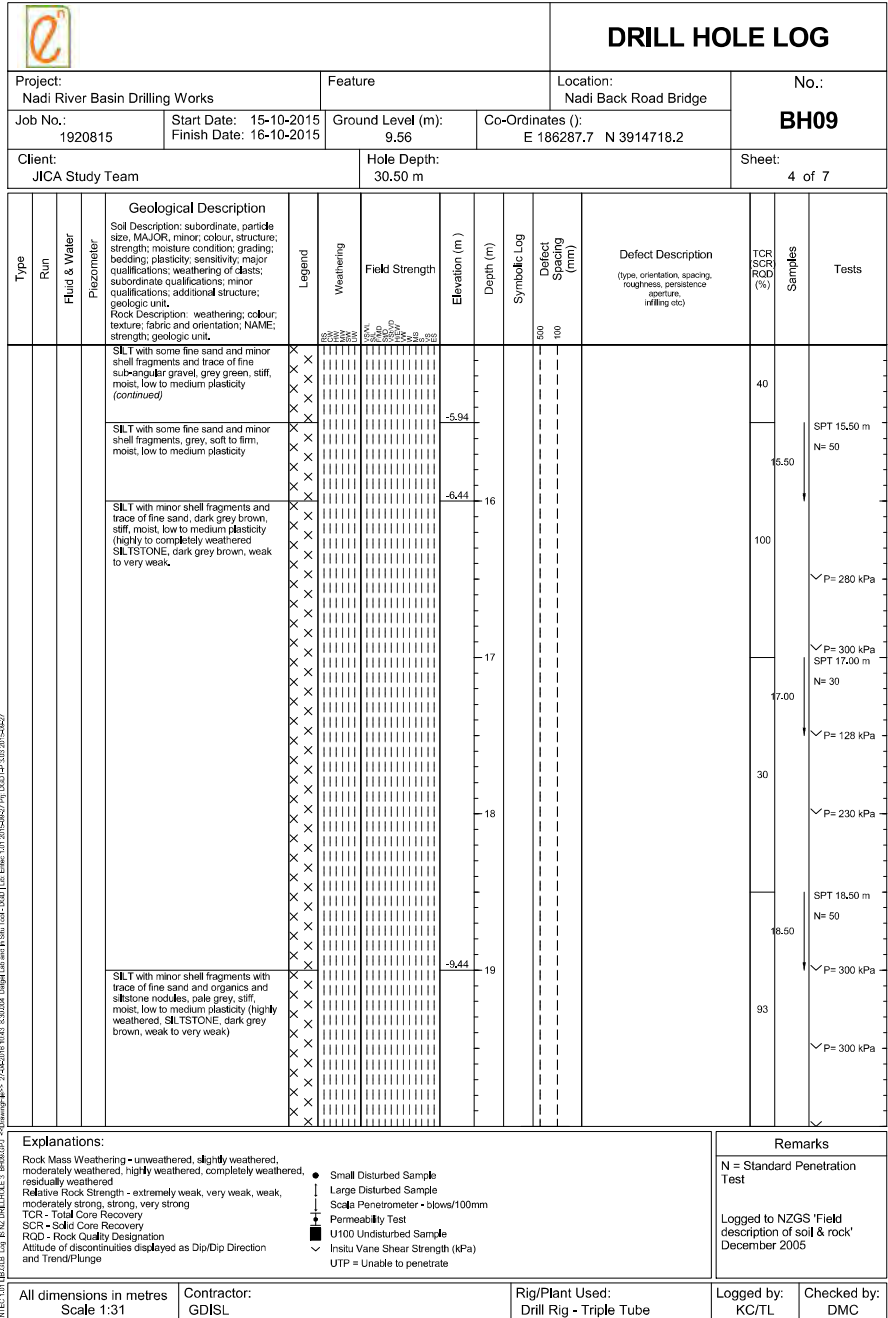 DRILL HOLE LOG
Project:
Nadi River Basin Drilling Works
Feature
Location:
Nadi Back Road Bridge
No.:
BH09
Job No.:
1920815
Start Date: 15-10-2015
Finish Date: 16-10-2015
Ground Level (m):
9.56
Co-Ordinates ():
E 186287.7 N 3914718.2
Client:
JICA Study Team
Hole Depth:
30.50 m
Sheet:
4 of 7
Type
Run
Fluid & Water
Piezometer
Geological Description
Soil Description: subordinate, particle
size, MAJOR, minor; colour, structure;
strength; moisture condition; grading;
bedding; plasticity; sensitivity; major
qualifications; weathering of clasts;
subordinate qualifications; minor
qualifications; additional structure;
geologic unit.
Rock Description: weathering; colour;
texture; fabric and orientation; NAME;
strength; geologic unit.
Legend
Weathering
Field Strength
Elevation (m )
Depth (m)
Symbolic Log
Defect
Spacing
(mm)
500
100
Defect Description
(type, orientation, spacing,
roughness, persistence
aperture,
infilling etc)
TCR
(SCR)
RQD
(%)
Samples
Tests
SILT with some fine sand and minor
shell fragments and trace of fine
sub-angular gravel, grey green, stiff,
moist, low to medium plasticity
(continued)
40
-5.94
SILT with some fine sand and minor
shell fragments, grey, soft to firm,
moist, low to medium plasticity
SPT 15.50 m
N= 50
15.50
-6.44
16
SILT with minor shell fragments and
trace of fine sand, dark grey brown,
stiff, moist, low to medium plasticity
(highly to completely weathered
SILTSTONE, dark grey brown, weak
to very weak.
100
P= 280 kPa
P= 300 kPa
17
SPT 17.00 m
N= 30
17.00
P= 128 kPa
30
18
P= 230 kPa
SPT 18.50 m
N= 50
18.50
-9.44
19
P= 300 kPa
SILT with minor shell fragments with
trace of fine sand and organics and
siltstone nodules, pale grey, stiff,
moist, low to medium plasticity (highly
weathered, SILTSTONE, dark grey
brown, weak to very weak)
93
P= 300 kPa
Explanations:
Rock Mass Weathering - unweathered, slightly weathered,
moderately weathered, highly weathered, completely weathered,
residually weathered
Relative Rock Strength - extremely weak, very weak, weak,
moderately strong, strong, very strong
TCR - Total Core Recovery
SCR - Solid Core Recovery
RQD - Rock Quality Designation
Attitude of discontinuities displayed as Dip/Dip Direction
and Trend/Plunge
Small Disturbed Sample
Large Disturbed Sample
Scala Penetrometer - blows/100mm
Permeability Test
U100 Undisturbed Sample
Insitu Vane Shear Strength (kPa)
UTP = Unable to penetrate
Remarks
N = Standard Penetration
Test
Logged to NZGS 'Field
description of soil & rock'
December 2005
All dimensions in metres
Scale 1:31
Contractor:
GDISL
Rig/Plant Used:
Drill Rig - Triple Tube
Logged by:
KC/TL
Checked by:
DMC